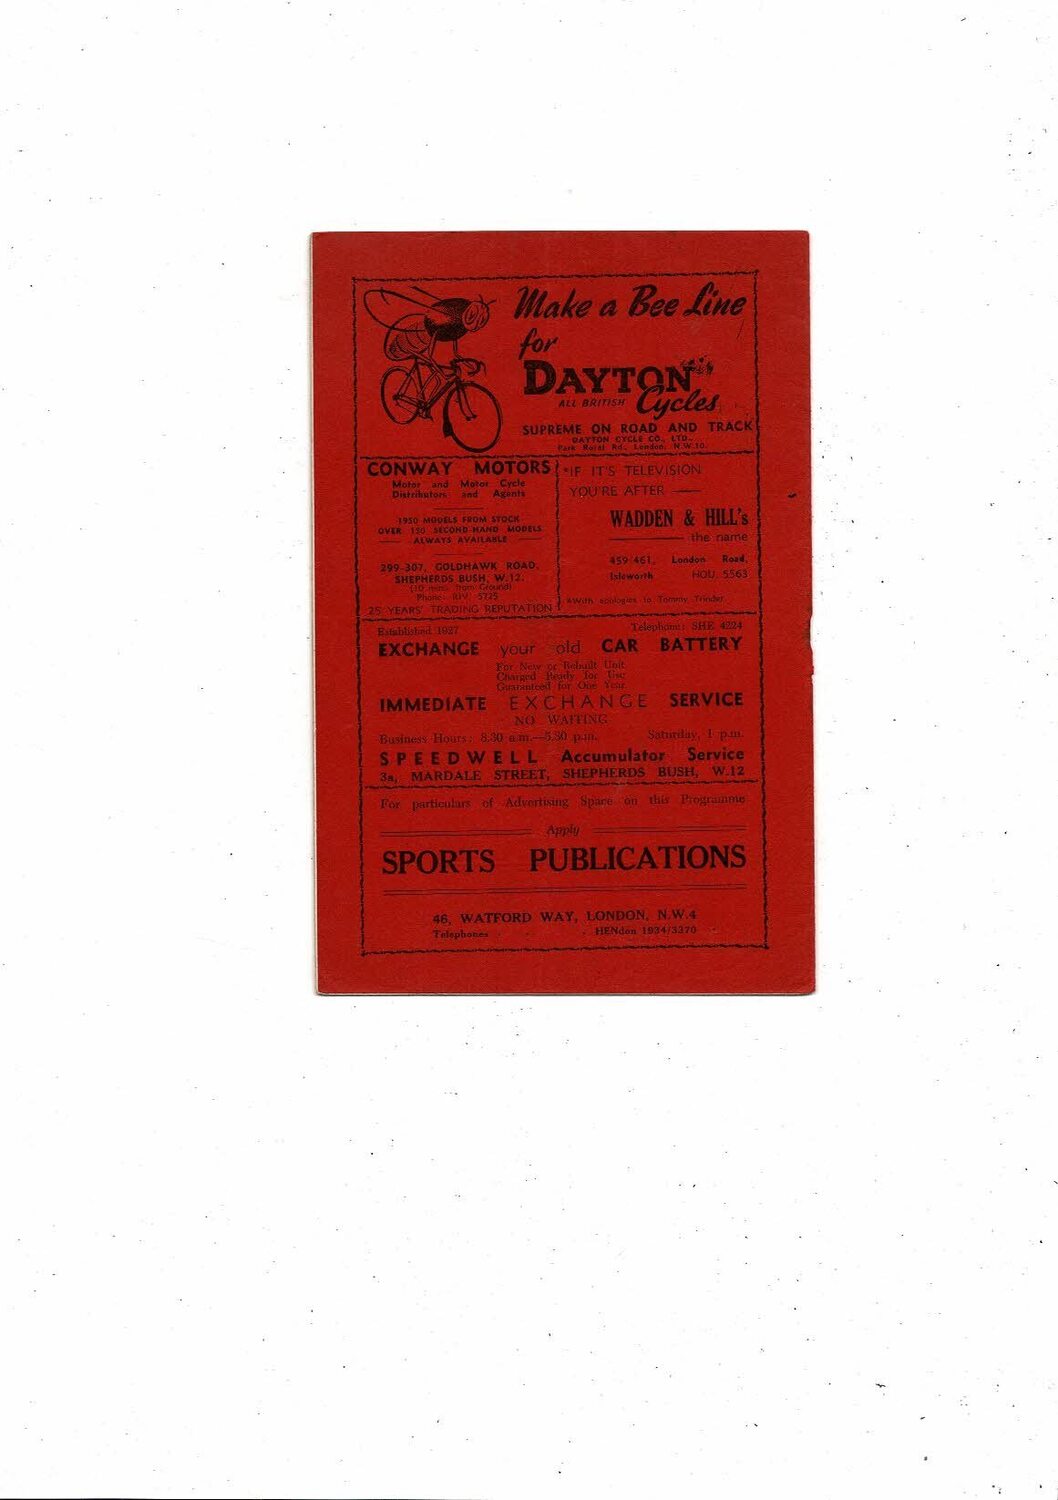 Make a Bee Line
for
DAYTON
ALL BRITISH Cycles
SUPREME ON ROAD AND TRACK
DAYTON CYCLE CO., LTD.,
Park Royal Rd., London, N.W.10.
CONWAY MOTORS
Motor and Motor Cycle
Distributors and Agents
1950 MODELS FROM STOCK
OVER 150 SECOND-HAND MODELS
ALWAYS AVAILABLE
299-307, GOLDHAWK ROAD,
SHEPHERDS BUSH, W.12.
(10 mins. from Ground)
Phone: RIV. 5725
25 YEARS' TRADING REPUTATION
*IF IT'S TELEVISION
YOU'RE AFTER —
WADDEN & HILL's
the name
459-461, London Road,
Isleworth HOU. 5563
*With apologies to Tommy Trinder
Established 1927 Telephone: SHE 4224
EXCHANGE your old CAR BATTERY
For New or Rebuilt Unit
Charged Ready for Use
Guaranteed for One Year.
IMMEDIATE EXCHANGE SERVICE
NO WAITING
Business Hours: 8.30 a.m.—5.30 p.m. Saturday, 1 p.m.
SPEEDWELL Accumulator Service
3a, MARDALE STREET, SHEPHERDS BUSH, W.12
For particulars of Advertising Space on this Programme
Apply
SPORTS PUBLICATIONS
46, WATFORD WAY, LONDON, N.W.4
Telephones - - - HENdon 1934/3370